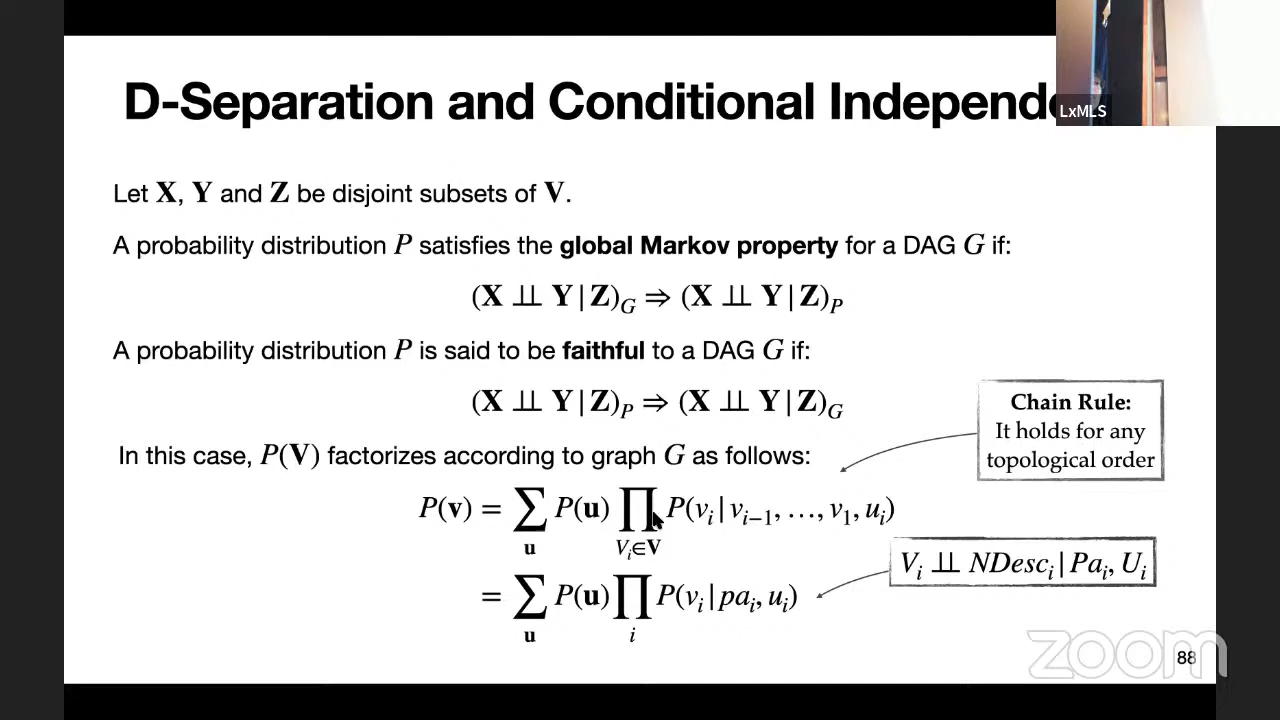 D-Separation and Conditional Independe
LxMLS
Let X, Y and Z be disjoint subsets of V.
A probability distribution P satisfies the global Markov property for a DAG G if:
(X ⫫ Y | Z)_G ⇒ (X ⫫ Y | Z)_P
A probability distribution P is said to be faithful to a DAG G if:
(X ⫫ Y | Z)_P ⇒ (X ⫫ Y | Z)_G
Chain Rule:
It holds for any
topological order
In this case, P(V) factorizes according to graph G as follows:
P(v) = ∑_u P(u) ∏_{V_i∈V} P(v_i | v_{i−1}, …, v_1, u_i)
V_i ⫫ NDesc_i | Pa_i, U_i
= ∑_u P(u) ∏_i P(v_i | pa_i, u_i)
zoom
88